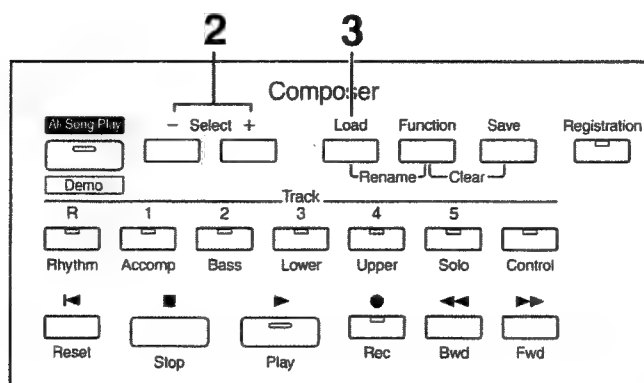 2 3
Composer
All Song Play − Select + Load Function Save Registration
Demo Rename Clear
Track
R 1 2 3 4 5
Rhythm Accomp Bass Lower Upper Solo Control
Reset Stop Play Rec Bwd Fwd